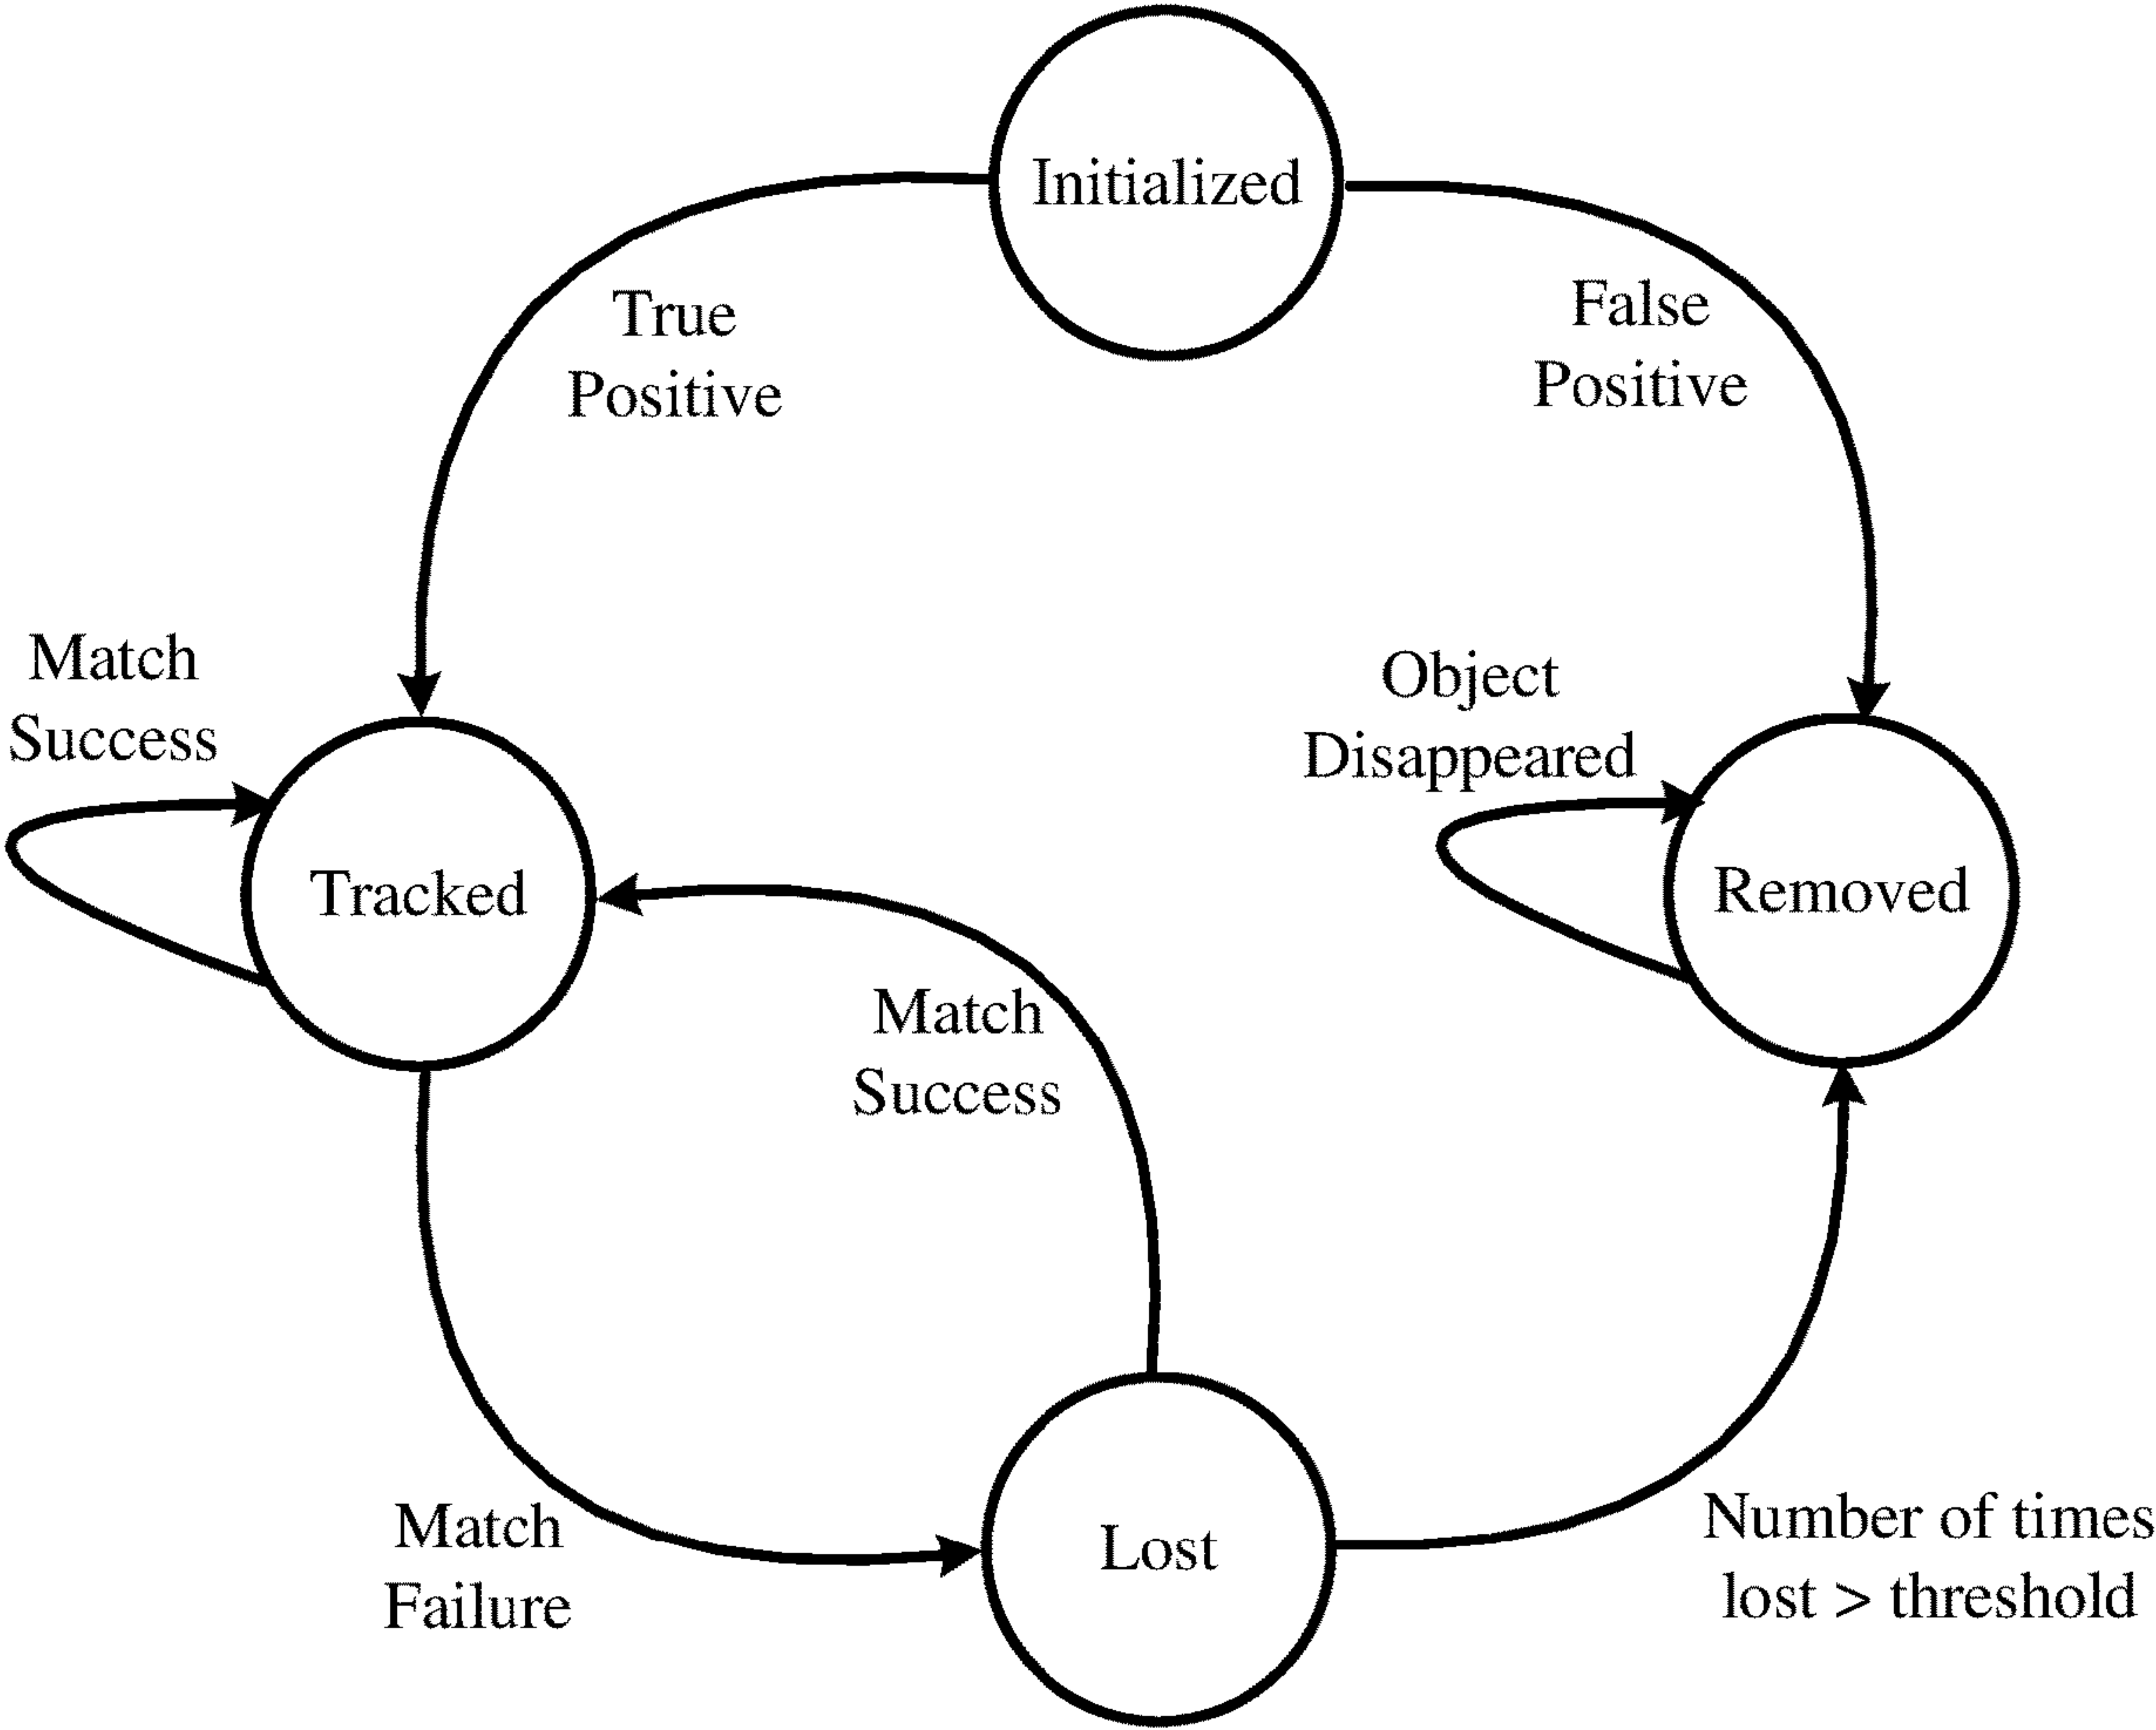 Initialized
True
Positive
False
Positive
Match
Success
Object
Disappeared
Tracked
Removed
Match
Success
Match
Failure
Lost
Number of times
lost > threshold